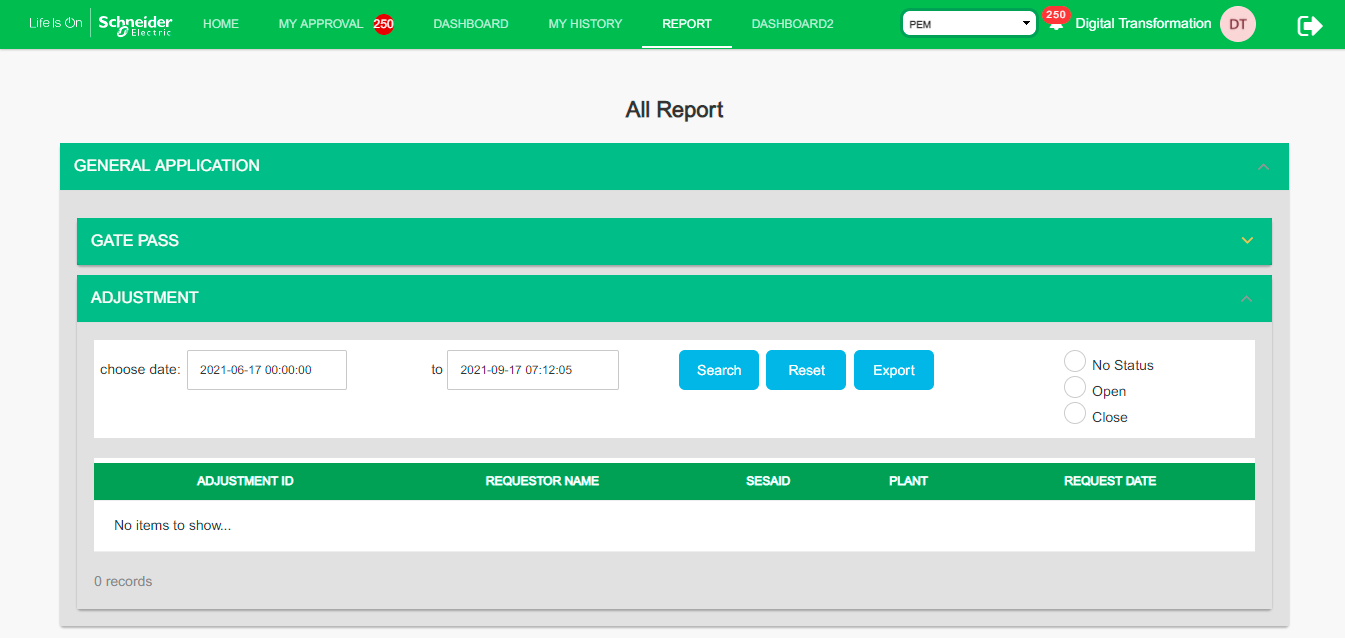 Life Is On Schneider Electric HOME MY APPROVAL 250 DASHBOARD MY HISTORY REPORT DASHBOARD2 PEM 250 Digital Transformation DT
All Report
GENERAL APPLICATION
GATE PASS
ADJUSTMENT
choose date: 2021-06-17 00:00:00 to 2021-09-17 07:12:05 Search Reset Export
No Status
Open
Close
ADJUSTMENT ID REQUESTOR NAME SESAID PLANT REQUEST DATE
No items to show...
0 records